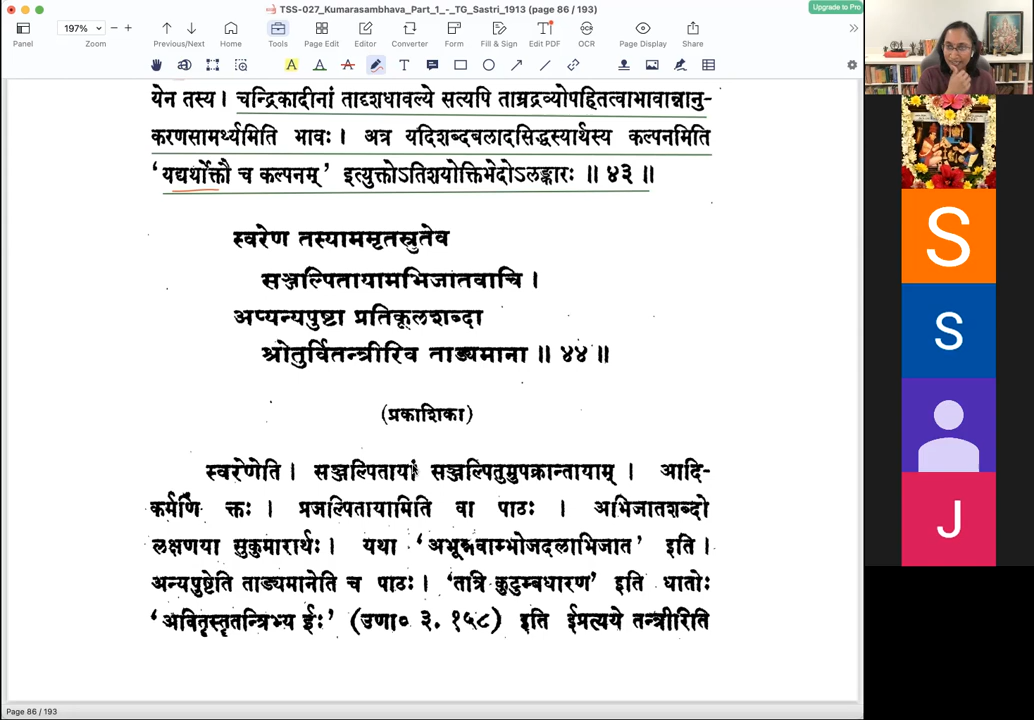 TSS-027_Kumarasambhava_Part_1_-_TG_Sastri_1913 (page 86 / 193)
Upgrade to Pro
197%
Panel Zoom Previous/Next Home Tools Page Edit Editor Converter Form Fill & Sign Edit PDF OCR Page Display Share
येन तस्य । चन्द्रिकादीनां तादृशधावल्ये सत्यपि ताम्रद्रव्योपहितत्वाभावान्नानु-
करणसामर्थ्यमिति भावः । अत्र यदिशब्दबलादसिद्धस्यार्थस्य कल्पनमिति
‘यद्यर्थोक्तौ च कल्पनम्’ इत्युक्तोऽतिशयोक्तिभेदोऽलङ्कारः ॥ ४३ ॥
स्वरेण तस्याममृतस्रुतेव
सञ्जल्पितायामभिजातवाचि ।
अप्यन्यपुष्टा प्रतिकूलशब्दा
श्रोतुर्वितन्त्रीरिव ताड्यमाना ॥ ४४ ॥
(प्रकाशिका)
स्वरेणेति । सञ्जल्पितायां सञ्जल्पितुमुपक्रान्तायाम् । आदि-
कर्मणि क्तः । प्रजल्पितायामिति वा पाठः । अभिजातशब्दो
लक्षणया सुकुमारार्थः । यथा ‘अभून्नवाम्भोजदलाभिजात’ इति ।
अन्यपुष्टेति ताड्यमानेति च पाठः । ‘तत्रि कुटुम्बधारण’ इति धातोः
‘अवितॄस्तृतन्त्रिभ्य ईः’ (उणा० ३. १५८) इति ईप्रत्यये तन्त्रीरिति
Page 86 / 193
S
S
J